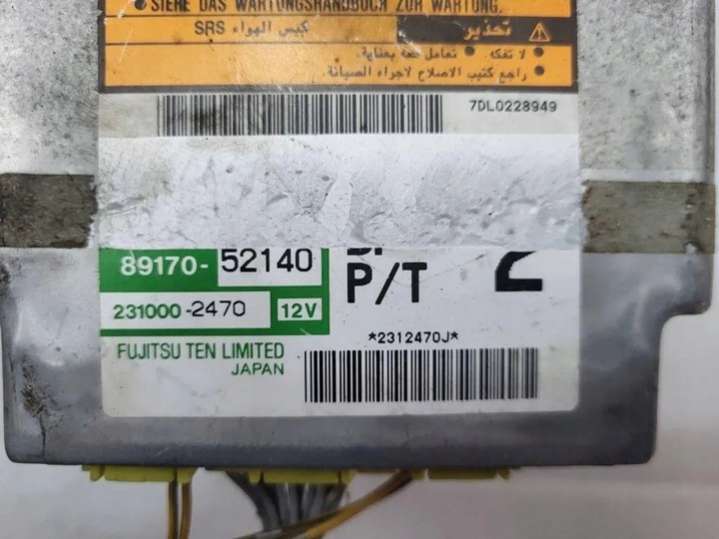 • SIEHE DAS WARTUNGSHANDBUCH ZUR WARTUNG.
تحذير كيس الهواء SRS
• لا تفكه • تعامل معه بعناية.
• راجع كتيب الاصلاح لاجراء الصيانة.
7DL0228949
89170-52140
P/T 2
231000-2470 12V
*2312470J*
FUJITSU TEN LIMITED
JAPAN